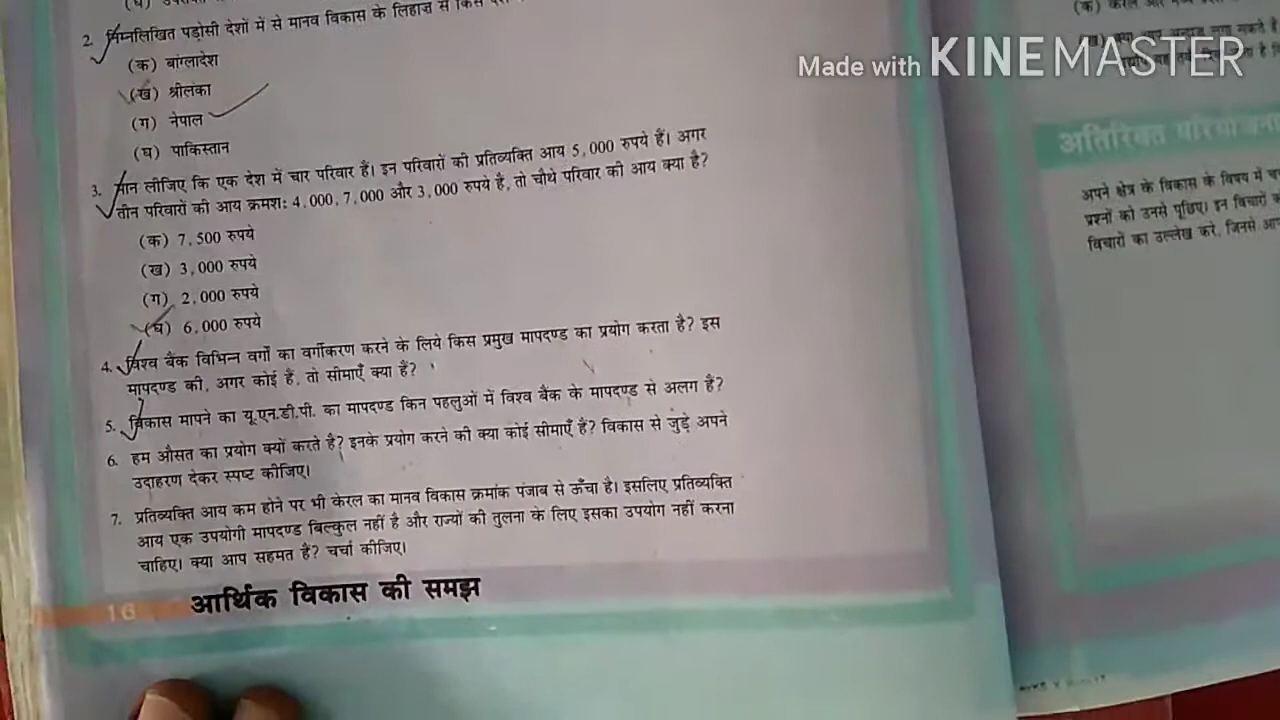 2. निम्नलिखित पड़ोसी देशों में से मानव विकास के लिहाज़ से किस
(क) बांग्लादेश
(ख) श्रीलंका
(ग) नेपाल
(घ) पाकिस्तान
3. मान लीजिए कि एक देश में चार परिवार हैं। इन परिवारों की प्रतिव्यक्ति आय 5,000 रुपये हैं। अगर
तीन परिवारों की आय क्रमशः 4,000, 7,000 और 3,000 रुपये हैं, तो चौथे परिवार की आय क्या है?
(क) 7,500 रुपये
(ख) 3,000 रुपये
(ग) 2,000 रुपये
(घ) 6,000 रुपये
4. विश्व बैंक विभिन्न वर्गों का वर्गीकरण करने के लिये किस प्रमुख मापदण्ड का प्रयोग करता है? इस
मापदण्ड की, अगर कोई हैं, तो सीमाएँ क्या हैं?
5. विकास मापने का यू.एन.डी.पी. का मापदण्ड किन पहलुओं में विश्व बैंक के मापदण्ड से अलग है?
6. हम औसत का प्रयोग क्यों करते हैं? इनके प्रयोग करने की क्या कोई सीमाएँ हैं? विकास से जुड़े अपने
उदाहरण देकर स्पष्ट कीजिए।
7. प्रतिव्यक्ति आय कम होने पर भी केरल का मानव विकास क्रमांक पंजाब से ऊँचा है। इसलिए प्रतिव्यक्ति
आय एक उपयोगी मापदण्ड बिल्कुल नहीं है और राज्यों की तुलना के लिए इसका उपयोग नहीं करना
चाहिए। क्या आप सहमत हैं? चर्चा कीजिए।
16 आर्थिक विकास की समझ
Made with KINEMASTER
अतिरिक्त परियोजना
अपने क्षेत्र के विकास के विषय में
प्रश्नों को उनसे पूछिए। इन विचारों
विचारों का उल्लेख करे, जिनसे